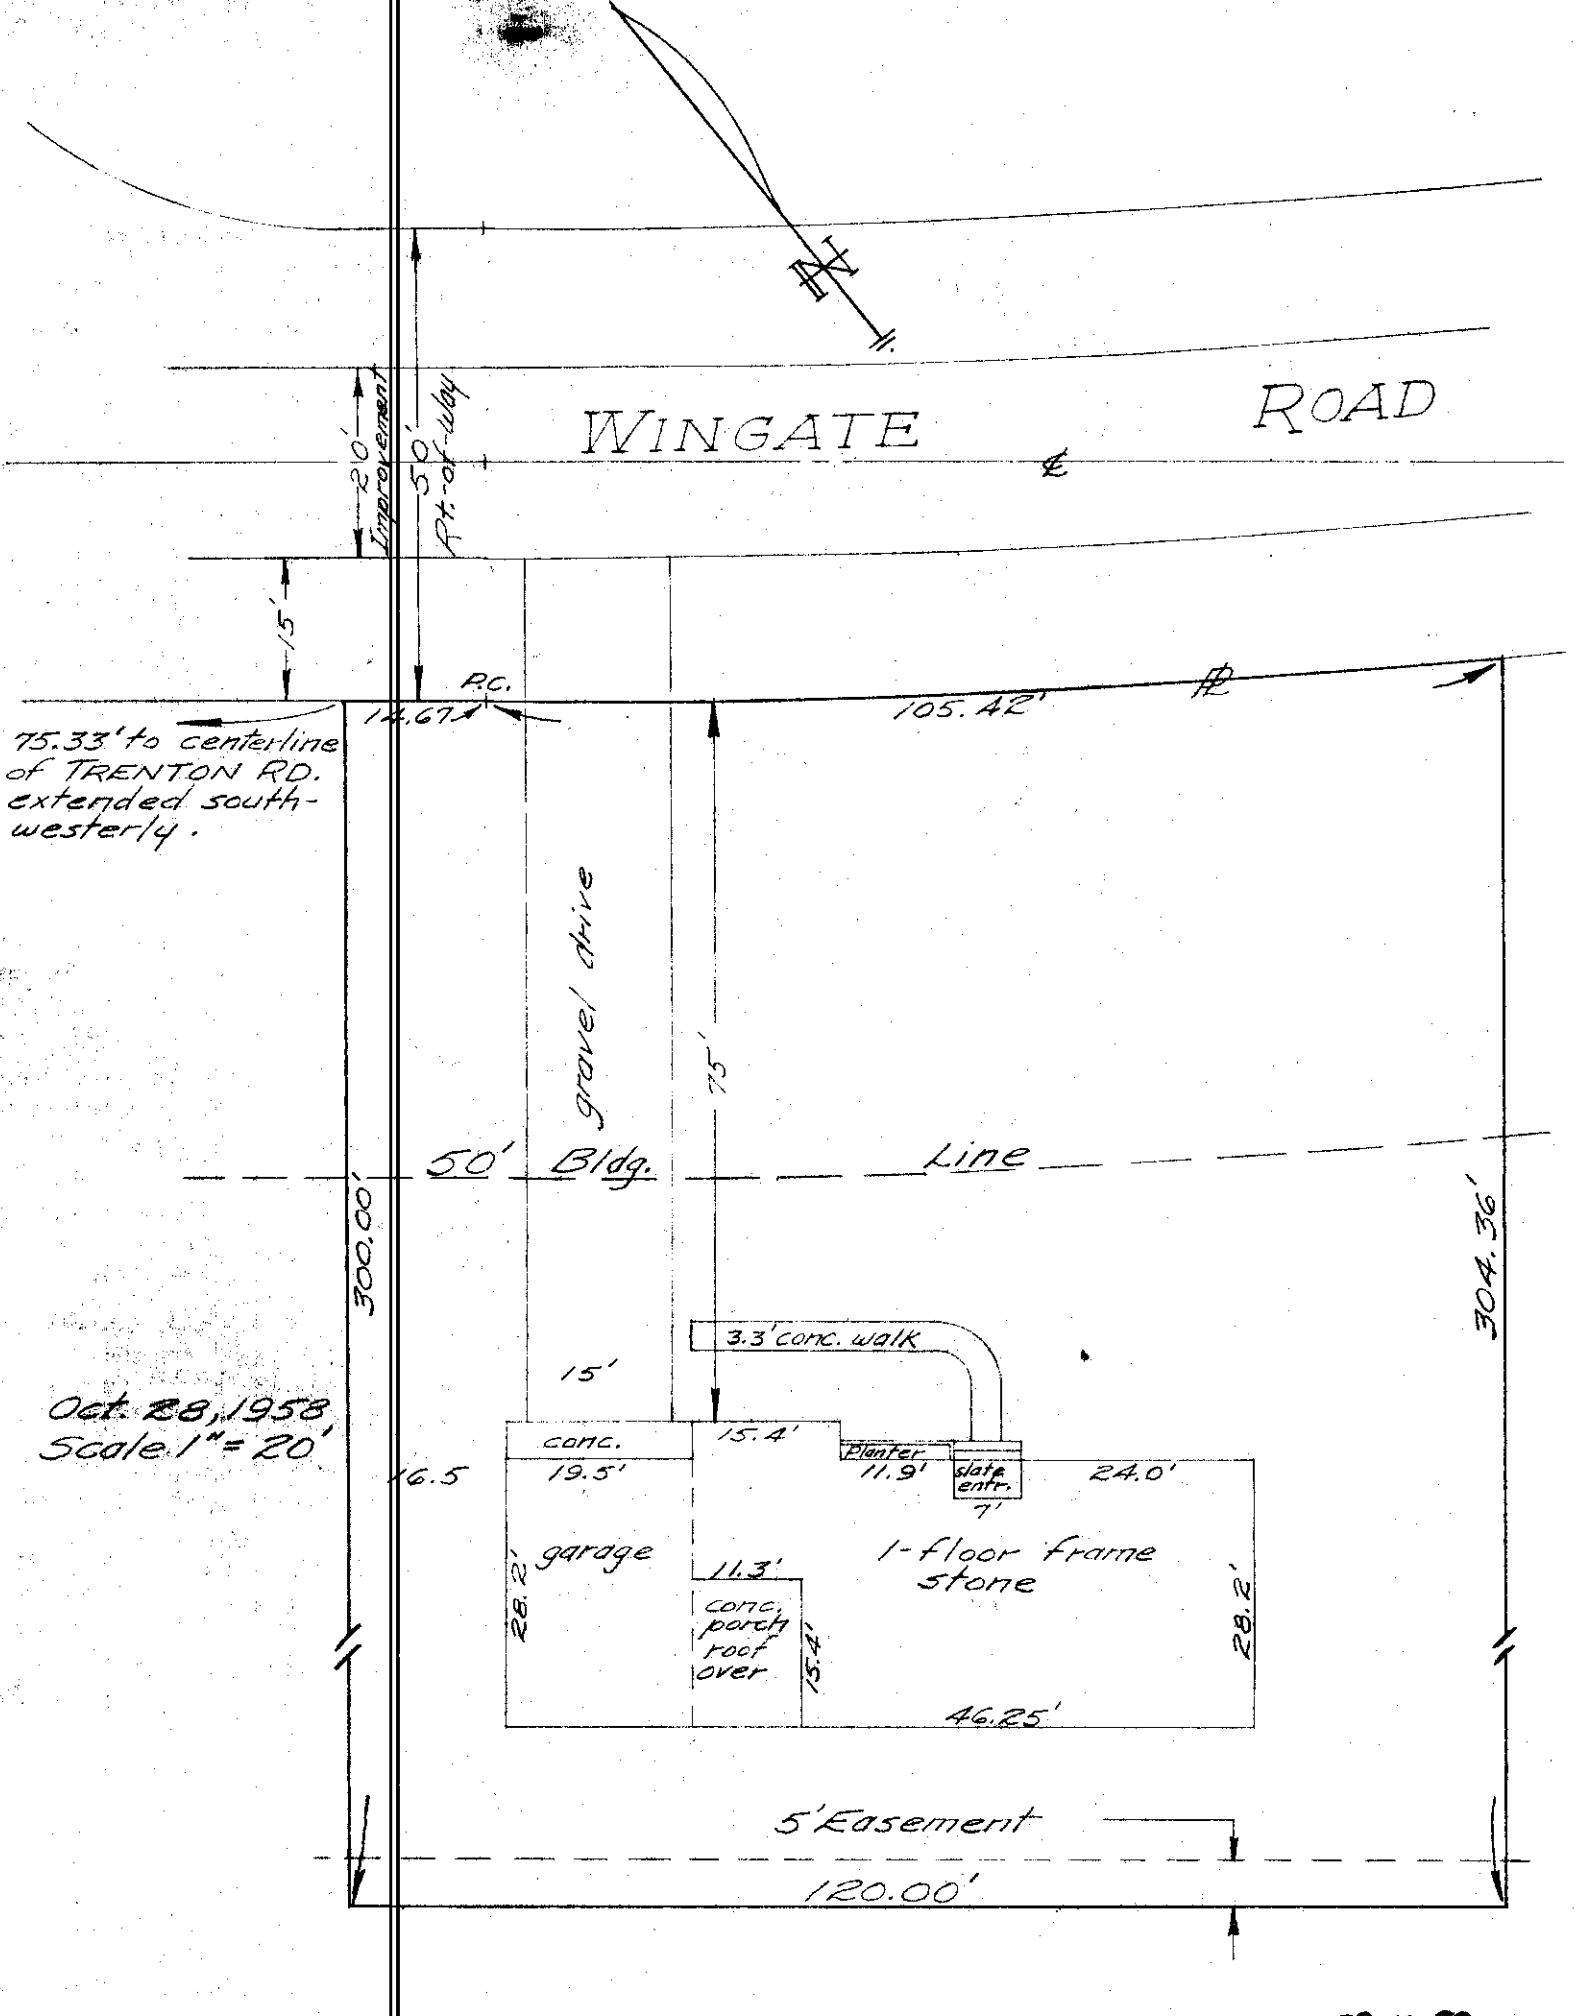 N
WINGATE ROAD
℄
20'
Improvement
50'
Rt.-of-Way
15'
P.C.
14.67
105.42'
℄
75.33' to centerline
of TRENTON RD.
extended south-
westerly.
gravel drive
75'
50' Bldg. Line
300.00'
304.36'
3.3' conc. walk
15'
Oct. 28, 1958
Scale 1" = 20'
conc.
15.4'
Planter
16.5
19.5'
11.9'
slate
entr.
7'
24.0'
garage
28.2'
11.3'
conc.
porch
roof
over
15.4'
1-floor frame
stone
28.2'
46.25'
5' Easement
120.00'